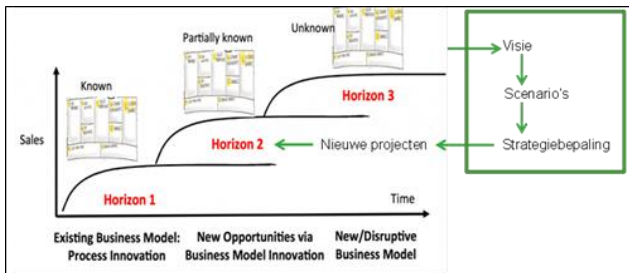 Unknown
Partially known
Known
Visie
Scenario's
Strategiebepaling
Nieuwe projecten
Horizon 3
Horizon 2
Horizon 1
Sales
Time
Existing Business Model:
Process Innovation
New Opportunities via
Business Model Innovation
New/Disruptive
Business Model